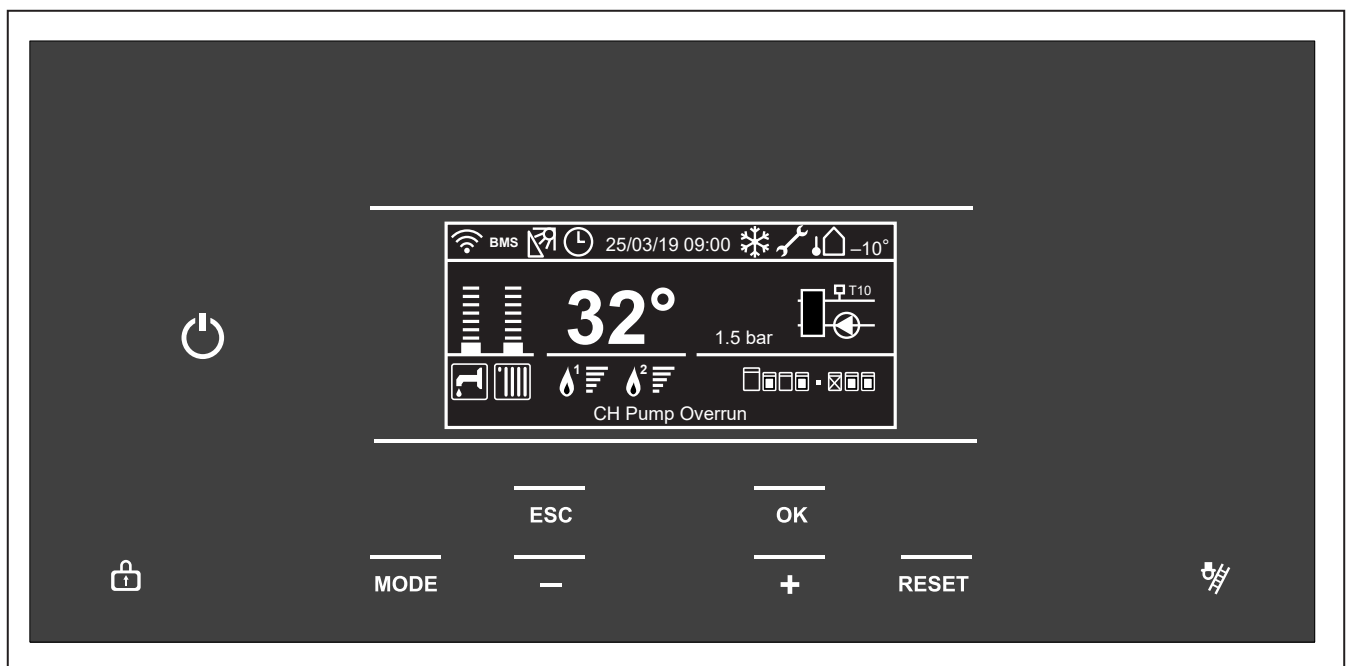 BMS 25/03/19 09:00 –10°
32° 1.5 bar T10
1 2
CH Pump Overrun
ESC OK
MODE – + RESET